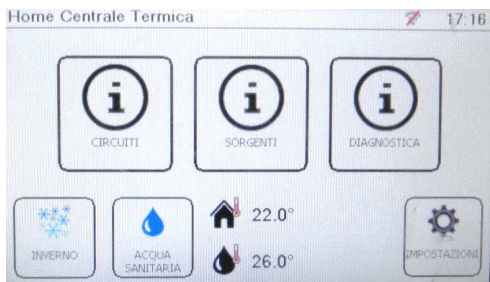 Home Centrale Termica
17:16
CIRCUITI
SORGENTI
DIAGNOSTICA
INVERNO
ACQUA
SANITARIA
22.0°
26.0°
IMPOSTAZIONI